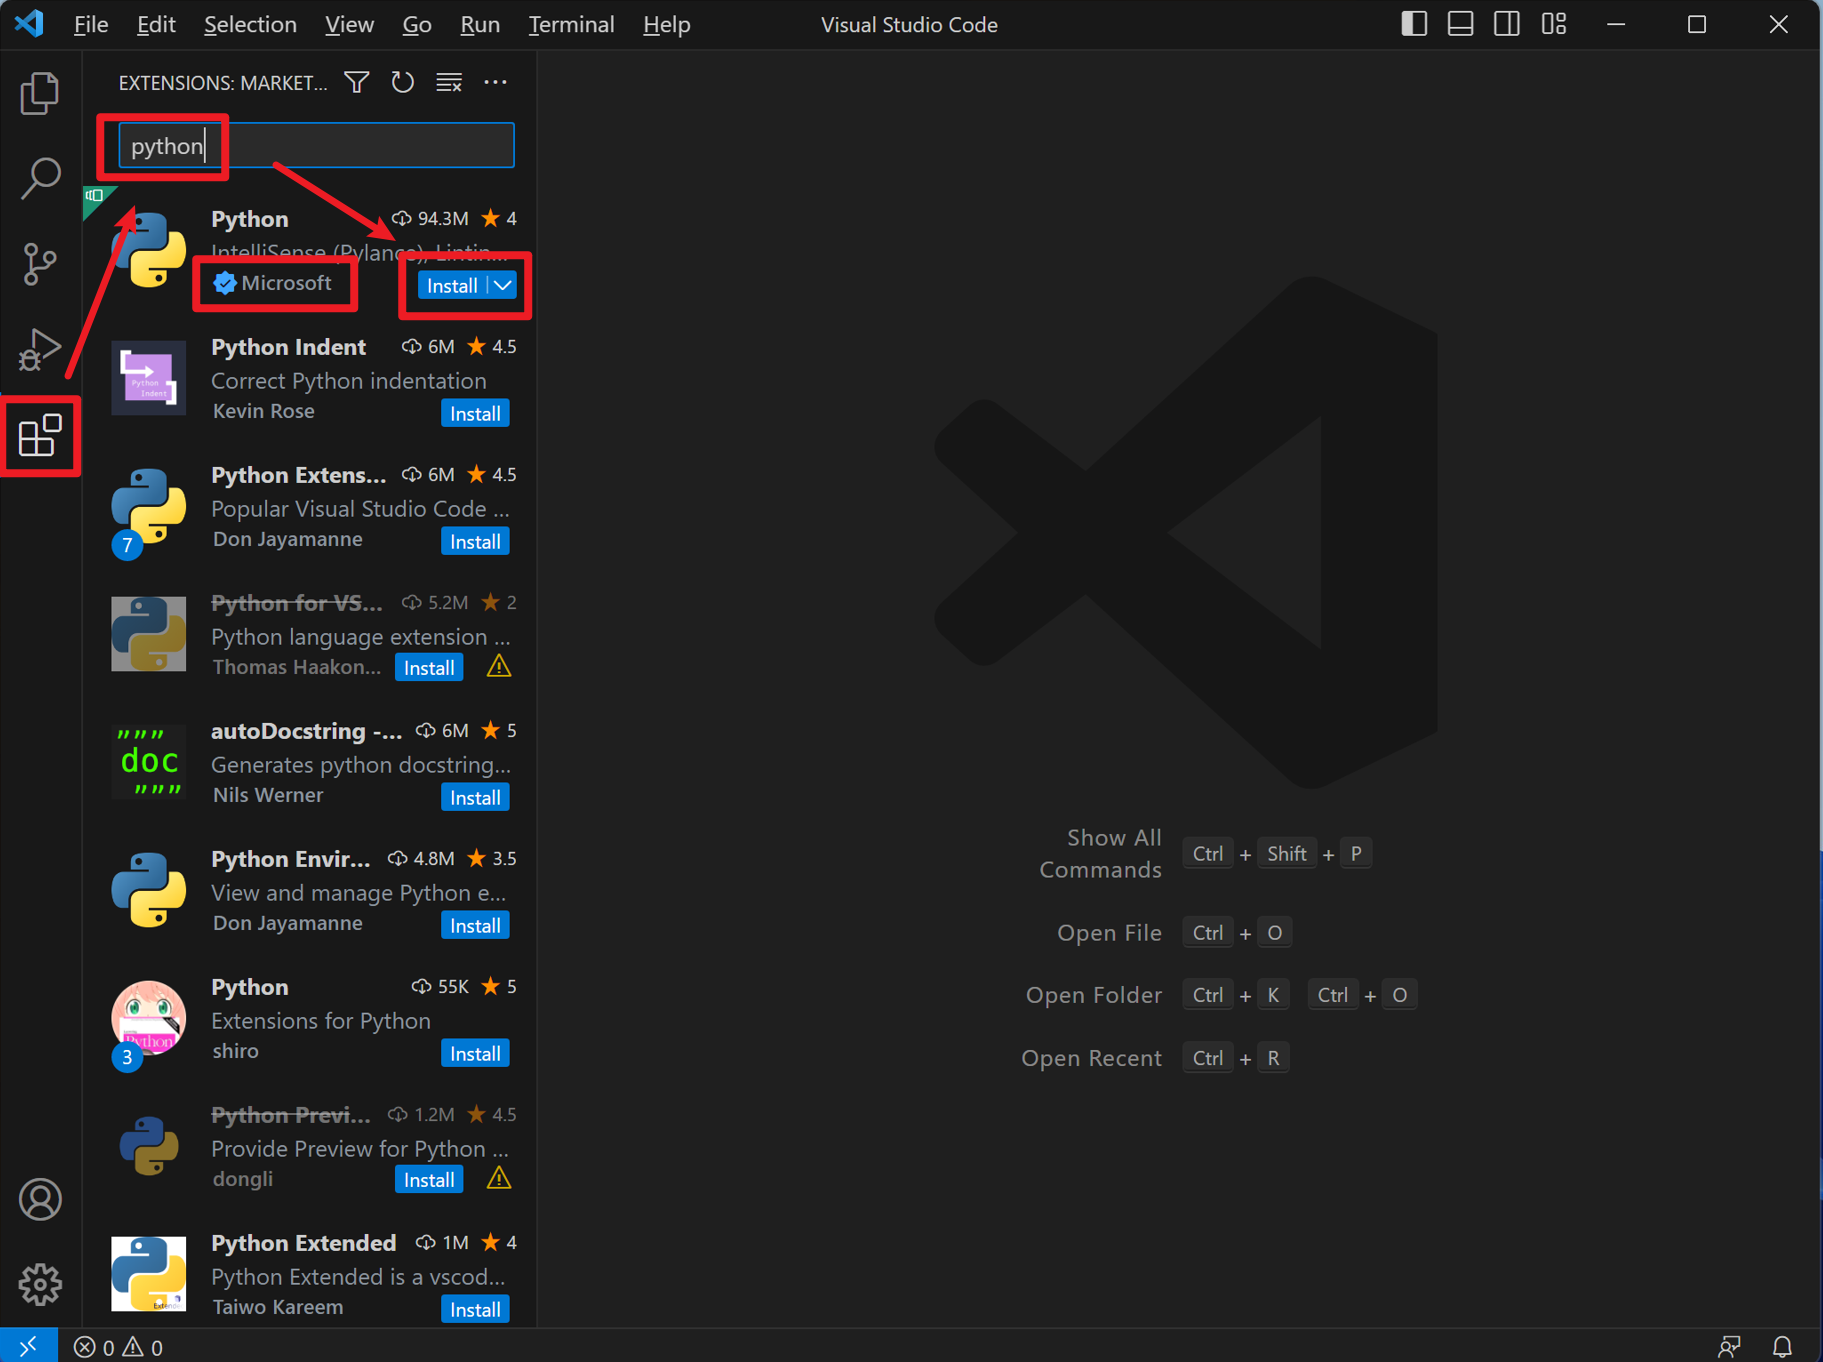 File Edit Selection View Go Run Terminal Help Visual Studio Code
EXTENSIONS: MARKET...
python
Python 94.3M 4
IntelliSense (Pylance), Lintin...
Microsoft Install
Python Indent 6M 4.5
Correct Python indentation
Kevin Rose Install
Python
Indent
Python Extens... 6M 4.5
Popular Visual Studio Code ...
Don Jayamanne Install
7
Python for VS... 5.2M 2
Python language extension ...
Thomas Haakon... Install
autoDocstring -... 6M 5
Generates python docstring...
Nils Werner Install
"""
doc
"""
Python Envir... 4.8M 3.5
View and manage Python e...
Don Jayamanne Install
Python 55K 5
Extensions for Python
shiro Install
Python
3
Python Previ... 1.2M 4.5
Provide Preview for Python ...
dongli Install
Python Extended 1M 4
Python Extended is a vscod...
Taiwo Kareem Install
Show All
Commands Ctrl + Shift + P
Open File Ctrl + O
Open Folder Ctrl + K Ctrl + O
Open Recent Ctrl + R
0 0